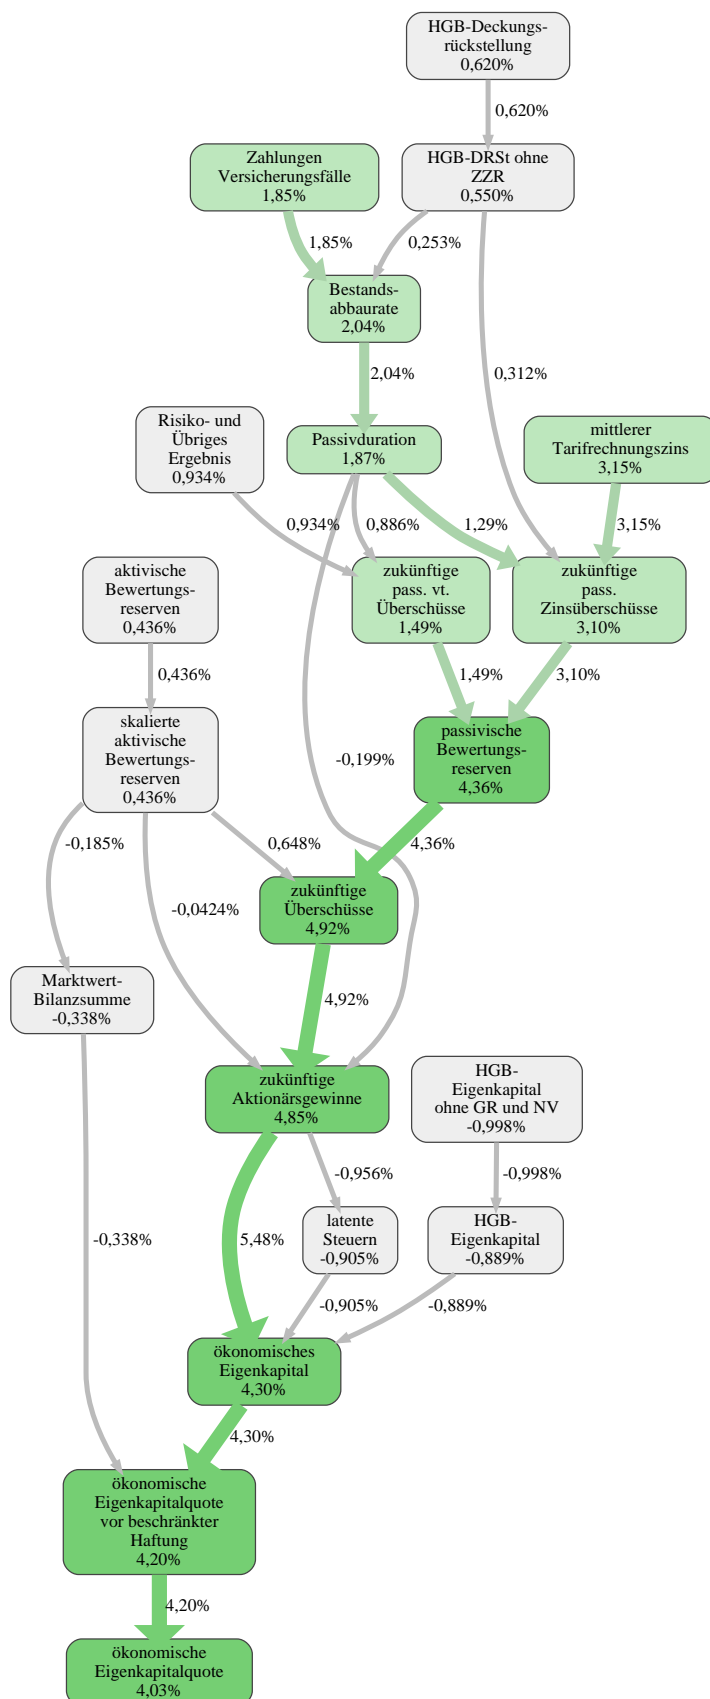 HGB-Deckungs-
rückstellung
0,620%
0,620%
Zahlungen
Versicherungsfälle
1,85%
HGB-DRSt ohne
ZZR
0,550%
1,85%
0,253%
Bestands-
abbaurate
2,04%
2,04%
0,312%
Risiko- und
Übriges
Ergebnis
0,934%
Passivduration
1,87%
mittlerer
Tarifrechnungszins
3,15%
0,934%
0,886%
1,29%
3,15%
aktivische
Bewertungs-
reserven
0,436%
zukünftige
pass. vt.
Überschüsse
1,49%
zukünftige
pass.
Zinsüberschüsse
3,10%
0,436%
1,49%
3,10%
skalierte
aktivische
Bewertungs-
reserven
0,436%
passivische
Bewertungs-
reserven
4,36%
-0,199%
-0,185%
0,648%
4,36%
zukünftige
Überschüsse
4,92%
-0,0424%
Marktwert-
Bilanzsumme
-0,338%
4,92%
zukünftige
Aktionärsgewinne
4,85%
HGB-
Eigenkapital
ohne GR und NV
-0,998%
-0,956%
-0,998%
-0,338%
5,48%
latente
Steuern
-0,905%
HGB-
Eigenkapital
-0,889%
-0,905%
-0,889%
ökonomisches
Eigenkapital
4,30%
4,30%
ökonomische
Eigenkapitalquote
vor beschränkter
Haftung
4,20%
4,20%
ökonomische
Eigenkapitalquote
4,03%